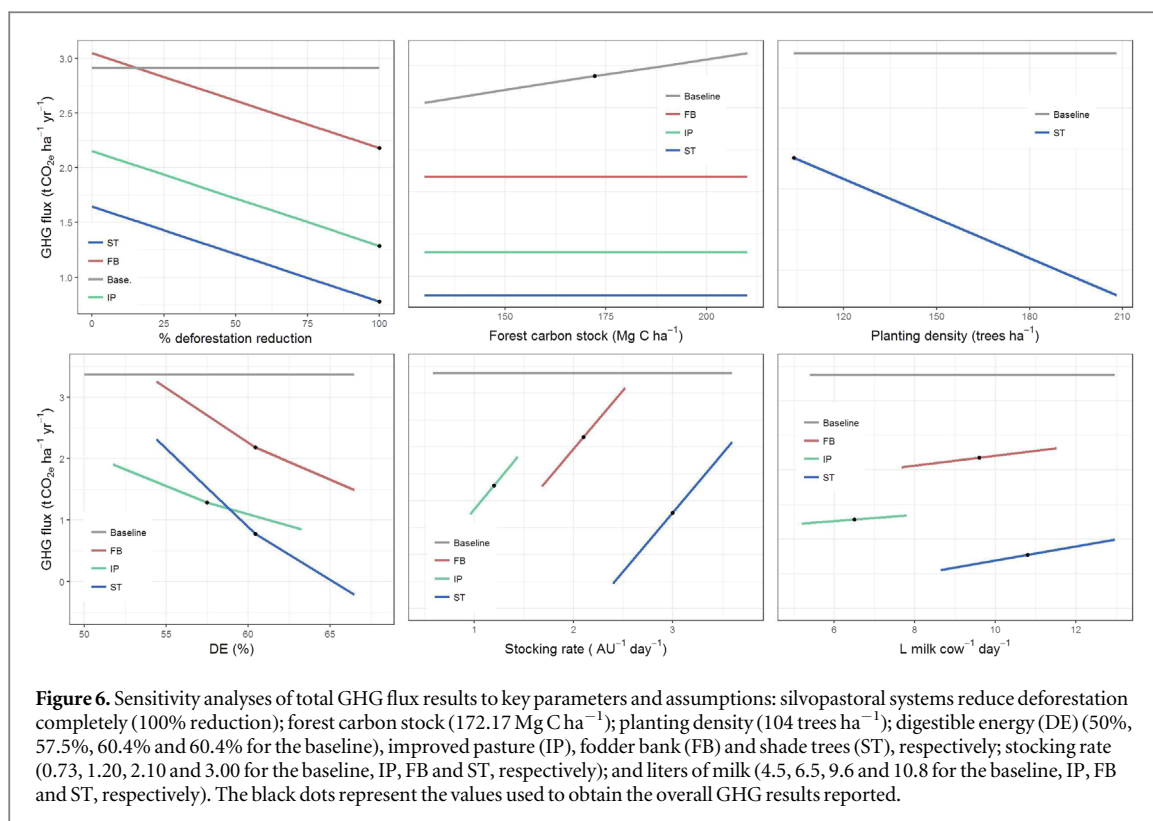 GHG flux (t CO2e ha−1 yr−1)
3.0
2.5
2.0
1.5
1.0
ST
FB
Base.
IP
0 25 50 75 100
% deforestation reduction
Baseline
FB
IP
ST
150 175 200
Forest carbon stock (Mg C ha−1)
Baseline
ST
120 150 180 210
Planting density (trees ha−1)
GHG flux (t CO2e ha−1 yr−1)
3
2
1
0
Baseline
FB
IP
ST
50 55 60 65
DE (%)
Baseline
FB
IP
ST
1 2 3
Stocking rate ( AU−1 day−1)
Baseline
FB
IP
ST
6 8 10 12
L milk cow−1 day−1
Figure 6. Sensitivity analyses of total GHG flux results to key parameters and assumptions: silvopastoral systems reduce deforestation
completely (100% reduction); forest carbon stock (172.17 Mg C ha−1); planting density (104 trees ha−1); digestible energy (DE) (50%,
57.5%, 60.4% and 60.4% for the baseline), improved pasture (IP), fodder bank (FB) and shade trees (ST), respectively; stocking rate
(0.73, 1.20, 2.10 and 3.00 for the baseline, IP, FB and ST, respectively); and liters of milk (4.5, 6.5, 9.6 and 10.8 for the baseline, IP, FB
and ST, respectively). The black dots represent the values used to obtain the overall GHG results reported.